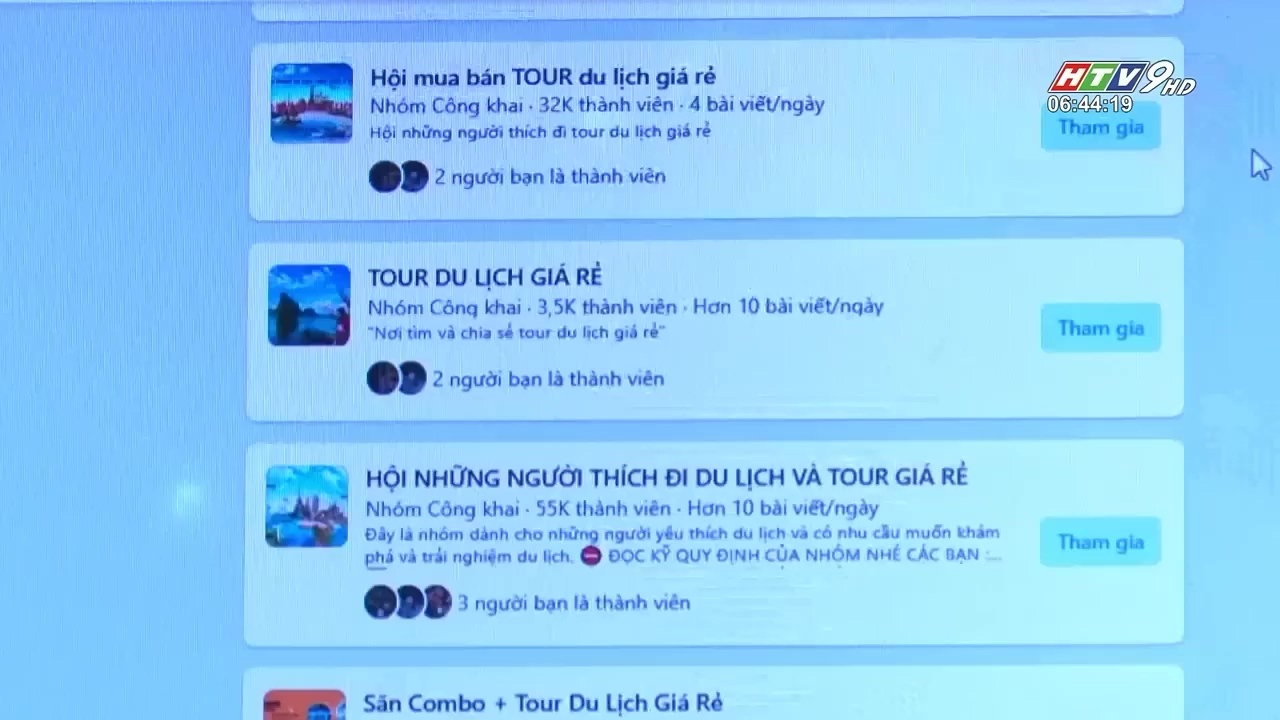 Hội mua bán TOUR du lịch giá rẻ
Nhóm Công khai · 32K thành viên · 4 bài viết/ngày
Hội những người thích đi tour du lịch giá rẻ
2 người bạn là thành viên
HTV9 HD
06:44:19
Tham gia
TOUR DU LỊCH GIÁ RẺ
Nhóm Công khai · 3,5K thành viên · Hơn 10 bài viết/ngày
"Nơi tìm và chia sẻ tour du lịch giá rẻ"
2 người bạn là thành viên
Tham gia
HỘI NHỮNG NGƯỜI THÍCH ĐI DU LỊCH VÀ TOUR GIÁ RẺ
Nhóm Công khai · 55K thành viên · Hơn 10 bài viết/ngày
Đây là nhóm dành cho những người yêu thích du lịch và có nhu cầu muốn khám
phá và trải nghiệm du lịch. ⛔ ĐỌC KỸ QUY ĐỊNH CỦA NHÓM NHÉ CÁC BẠN :...
3 người bạn là thành viên
Tham gia
Săn Combo + Tour Du Lịch Giá Rẻ